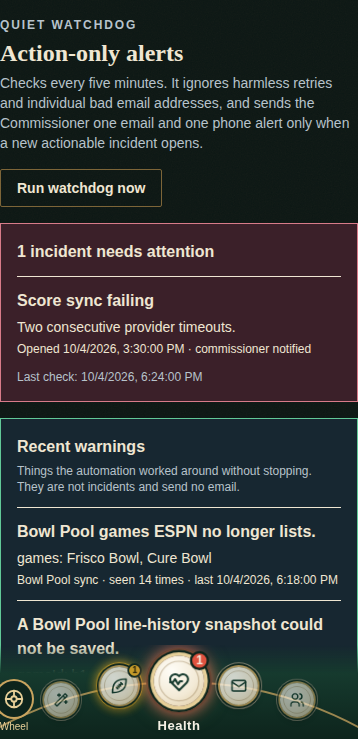 QUIET WATCHDOG
Action-only alerts
Checks every five minutes. It ignores harmless retries
and individual bad email addresses, and sends the
Commissioner one email and one phone alert only when
a new actionable incident opens.
Run watchdog now
1 incident needs attention
Score sync failing
Two consecutive provider timeouts.
Opened 10/4/2026, 3:30:00 PM · commissioner notified
Last check: 10/4/2026, 6:24:00 PM
Recent warnings
Things the automation worked around without stopping.
They are not incidents and send no email.
Bowl Pool games ESPN no longer lists.
games: Frisco Bowl, Cure Bowl
Bowl Pool sync · seen 14 times · last 10/4/2026, 6:18:00 PM
A Bowl Pool line-history snapshot could
not be saved.
1
1
Wheel
Health